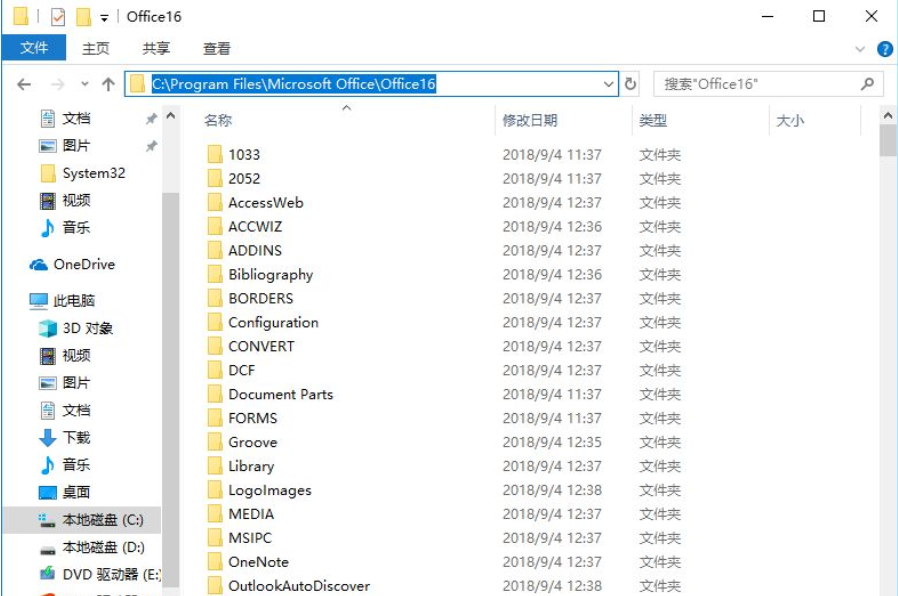 Office16
文件 主页 共享 查看
C:\Program Files\Microsoft Office\Office16 搜索"Office16"
文档
图片
System32
视频
音乐
OneDrive
此电脑
3D 对象
视频
图片
文档
下载
音乐
桌面
本地磁盘 (C:)
本地磁盘 (D:)
DVD 驱动器 (E:)
名称 修改日期 类型 大小
1033 2018/9/4 11:37 文件夹
2052 2018/9/4 11:37 文件夹
AccessWeb 2018/9/4 12:37 文件夹
ACCWIZ 2018/9/4 12:36 文件夹
ADDINS 2018/9/4 12:37 文件夹
Bibliography 2018/9/4 12:36 文件夹
BORDERS 2018/9/4 12:37 文件夹
Configuration 2018/9/4 12:37 文件夹
CONVERT 2018/9/4 12:37 文件夹
DCF 2018/9/4 12:37 文件夹
Document Parts 2018/9/4 11:37 文件夹
FORMS 2018/9/4 11:37 文件夹
Groove 2018/9/4 12:35 文件夹
Library 2018/9/4 12:37 文件夹
LogoImages 2018/9/4 12:38 文件夹
MEDIA 2018/9/4 12:37 文件夹
MSIPC 2018/9/4 12:37 文件夹
OneNote 2018/9/4 12:37 文件夹
OutlookAutoDiscover 2018/9/4 12:38 文件夹